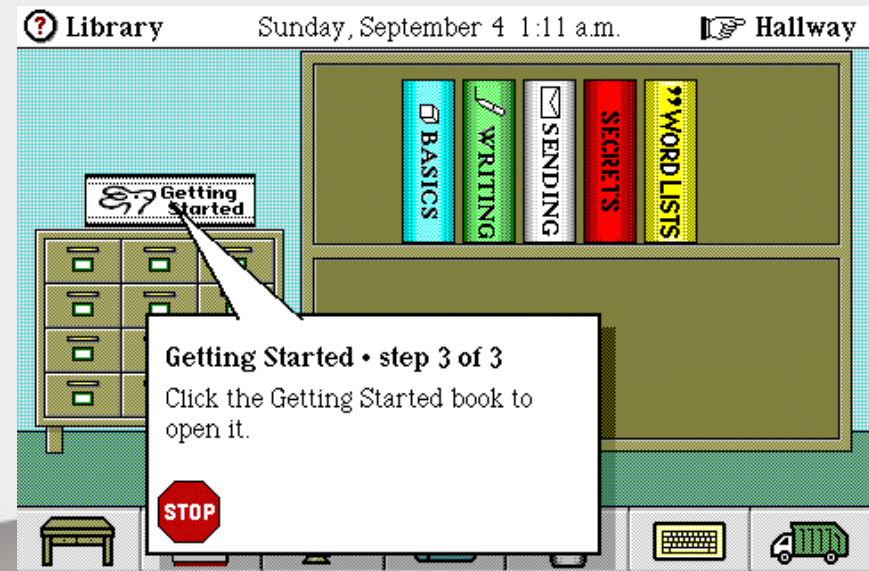 Library
Sunday, September 4 1:11 a.m.
Hallway
BASICS
WRITING
SENDING
SECRETS
WORD LISTS
Getting
Started
Getting Started • step 3 of 3
Click the Getting Started book to
open it.
STOP